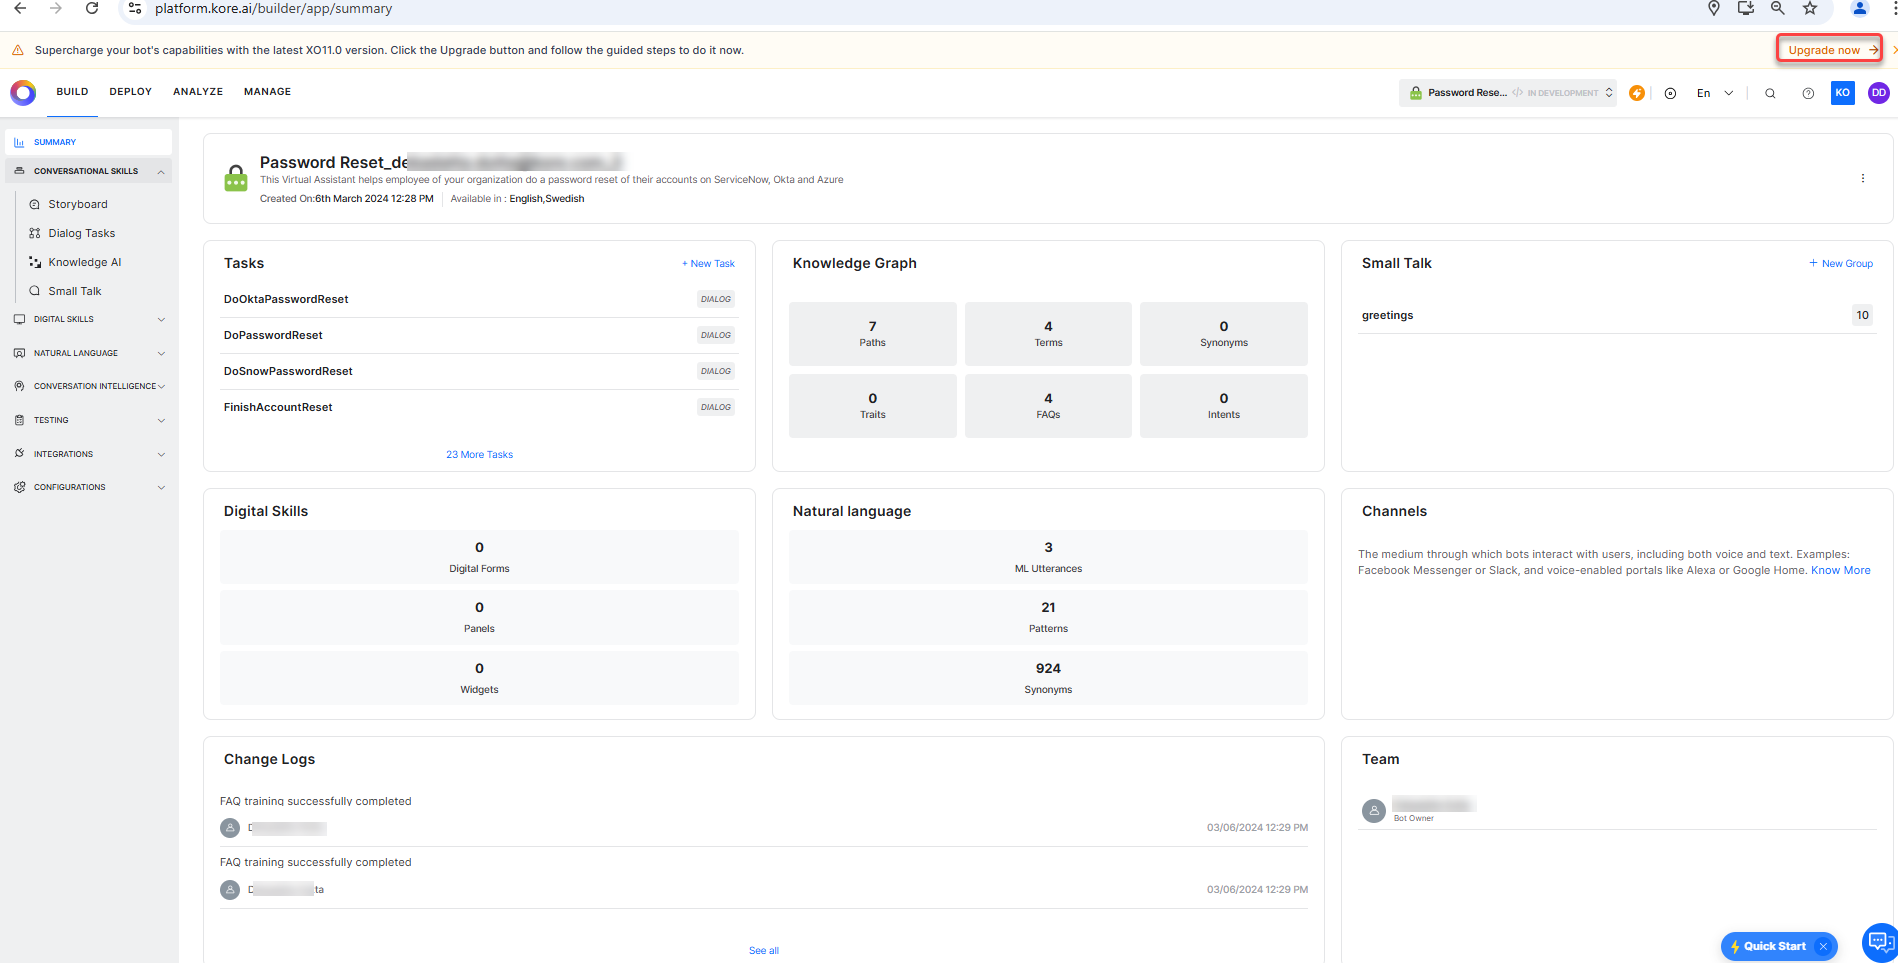 platform.kore.ai/builder/app/summary
Supercharge your bot's capabilities with the latest XO11.0 version. Click the Upgrade button and follow the guided steps to do it now.
Upgrade now →
BUILD DEPLOY ANALYZE MANAGE
Password Rese... </> IN DEVELOPMENT
En
KO
DD
SUMMARY
CONVERSATIONAL SKILLS
Storyboard
Dialog Tasks
Knowledge AI
Small Talk
DIGITAL SKILLS
NATURAL LANGUAGE
CONVERSATION INTELLIGENCE
TESTING
INTEGRATIONS
CONFIGURATIONS
Password Reset_de
This Virtual Assistant helps employee of your organization do a password reset of their accounts on ServiceNow, Okta and Azure
Created On:6th March 2024 12:28 PM Available in : English,Swedish
Tasks
+ New Task
DoOktaPasswordReset DIALOG
DoPasswordReset DIALOG
DoSnowPasswordReset DIALOG
FinishAccountReset DIALOG
23 More Tasks
Knowledge Graph
7
Paths
4
Terms
0
Synonyms
0
Traits
4
FAQs
0
Intents
Small Talk
+ New Group
greetings 10
Digital Skills
0
Digital Forms
0
Panels
0
Widgets
Natural language
3
ML Utterances
21
Patterns
924
Synonyms
Channels
The medium through which bots interact with users, including both voice and text. Examples:
Facebook Messenger or Slack, and voice-enabled portals like Alexa or Google Home. Know More
Change Logs
FAQ training successfully completed
03/06/2024 12:29 PM
FAQ training successfully completed
ta 03/06/2024 12:29 PM
See all
Team
Bot Owner
Quick Start